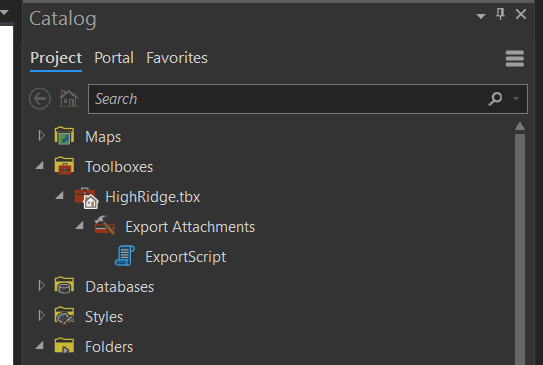 Catalog
Project Portal Favorites
Search
Maps
Toolboxes
HighRidge.tbx
Export Attachments
ExportScript
Databases
Styles
Folders